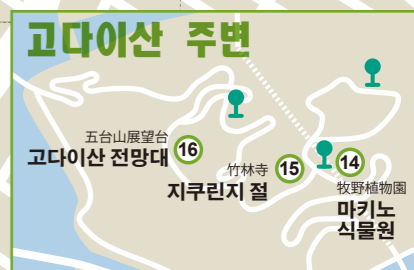 고다이산 주변
五台山展望台
고다이산 전망대 16
竹林寺
지쿠린지 절 15
14
牧野植物園
마키노
식물원